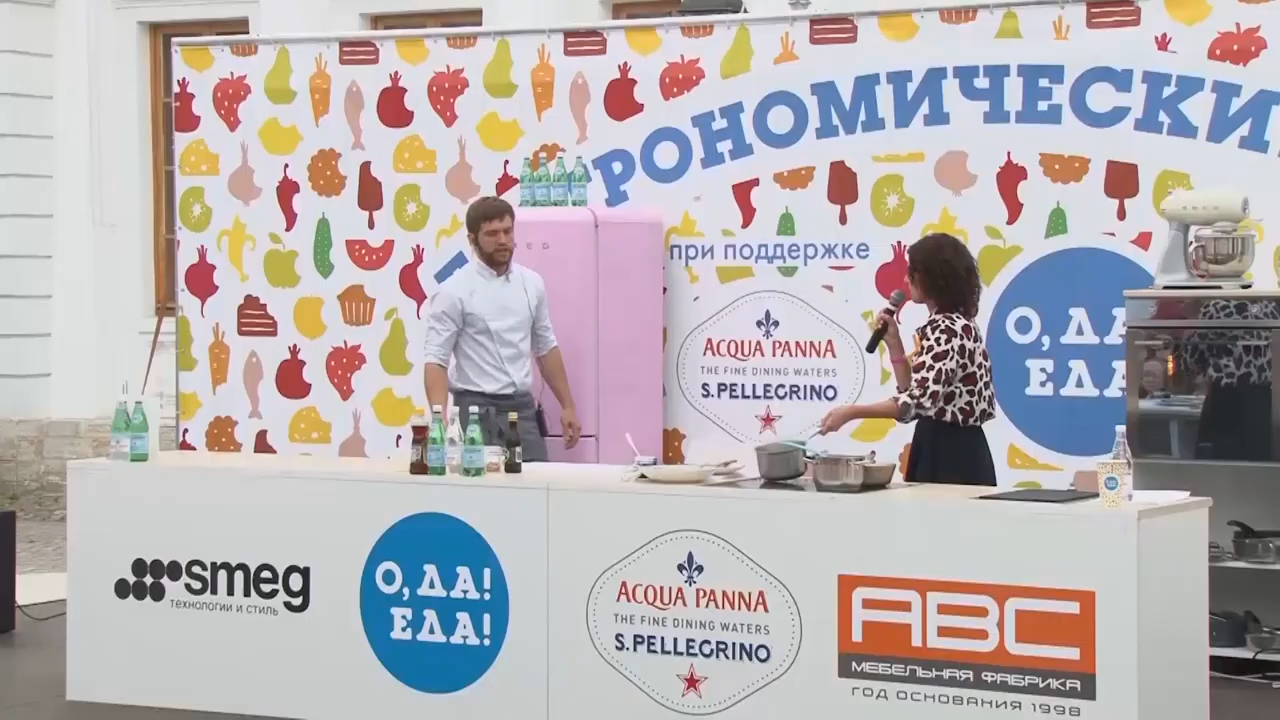 РОНОМИЧЕСКИ
при поддержке
ACQUA PANNA
THE FINE DINING WATERS
S.PELLEGRINO
О, ДА
ЕДА
smeg
технологии и стиль
О, ДА!
ЕДА!
ACQUA PANNA
THE FINE DINING WATERS
S.PELLEGRINO
ABC
МЕБЕЛЬНАЯ ФАБРИКА
ГОД ОСНОВАНИЯ 1998